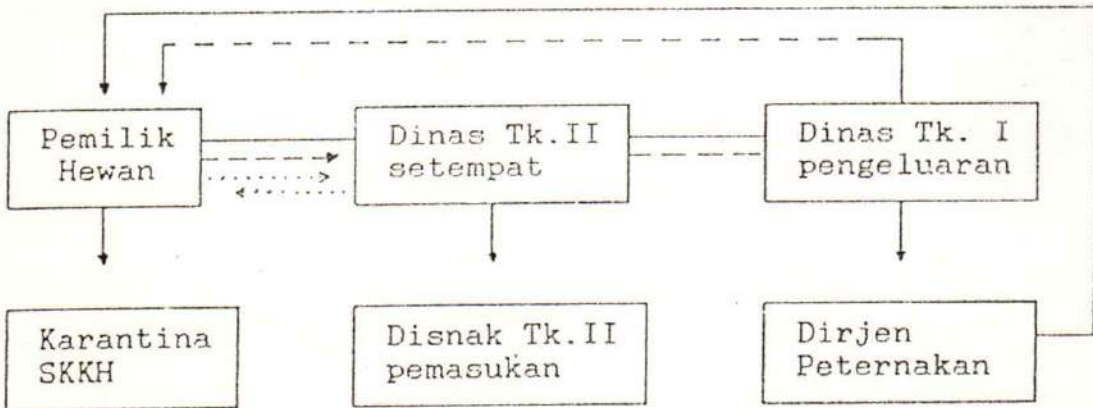 Pemilik
Hewan
Dinas Tk.II
setempat
Dinas Tk. I
pengeluaran
Karantina
SKKH
Disnak Tk.II
pemasukan
Dirjen
Peternakan